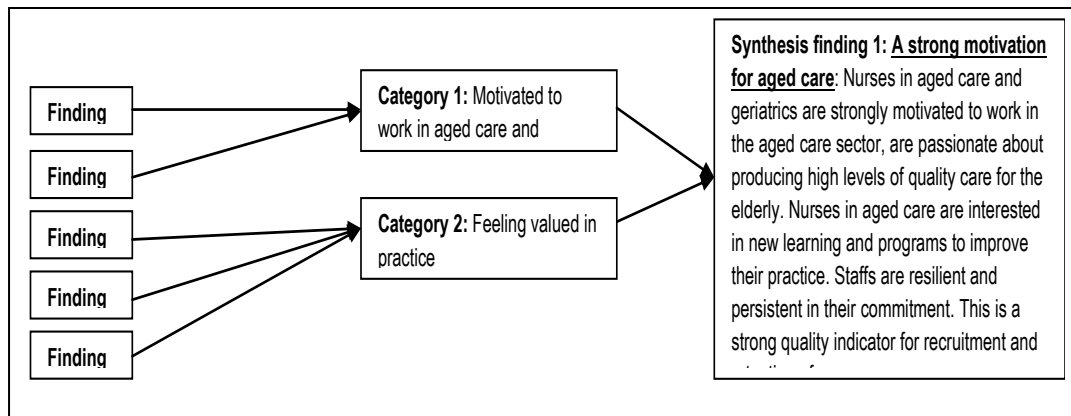 Finding
Finding
Finding
Finding
Finding
Category 1: Motivated to
work in aged care and
Category 2: Feeling valued in
practice
Synthesis finding 1: A strong motivation
for aged care: Nurses in aged care and
geriatrics are strongly motivated to work in
the aged care sector, are passionate about
producing high levels of quality care for the
elderly. Nurses in aged care are interested
in new learning and programs to improve
their practice. Staffs are resilient and
persistent in their commitment. This is a
strong quality indicator for recruitment and